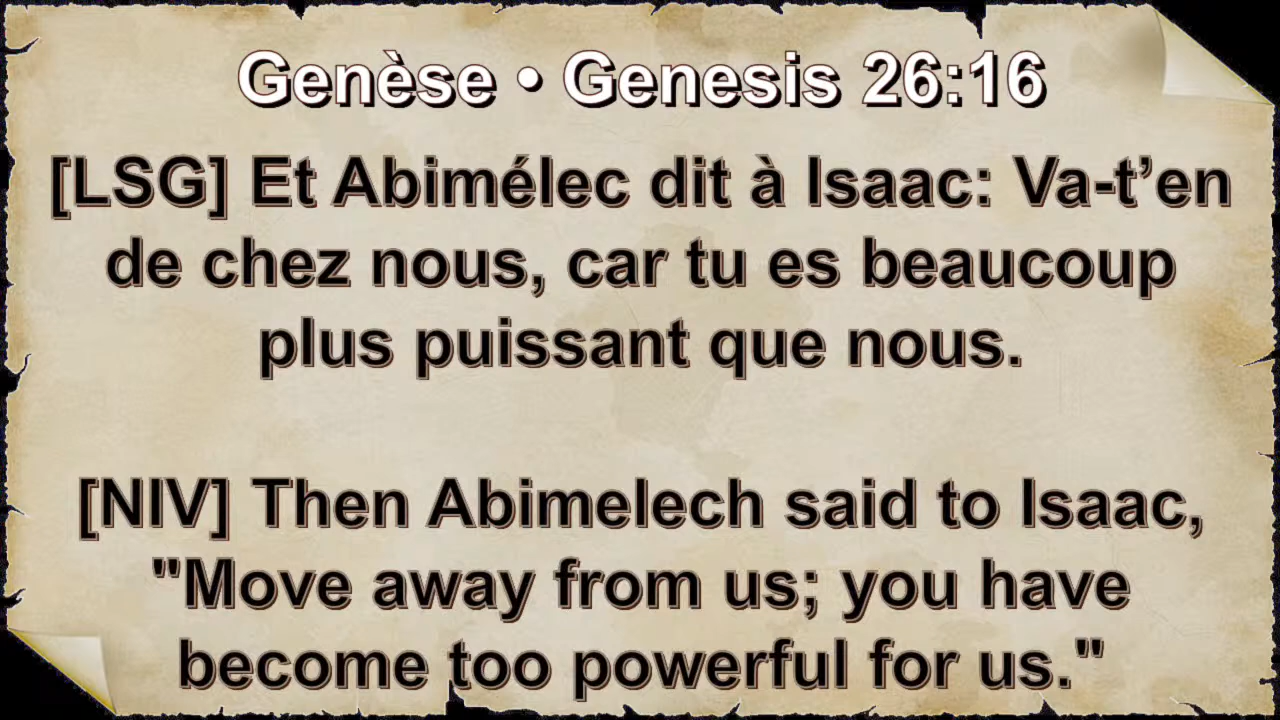 Genèse • Genesis 26:16
[LSG] Et Abimélec dit à Isaac: Va-t’en
de chez nous, car tu es beaucoup
plus puissant que nous.
[NIV] Then Abimelech said to Isaac,
"Move away from us; you have
become too powerful for us."